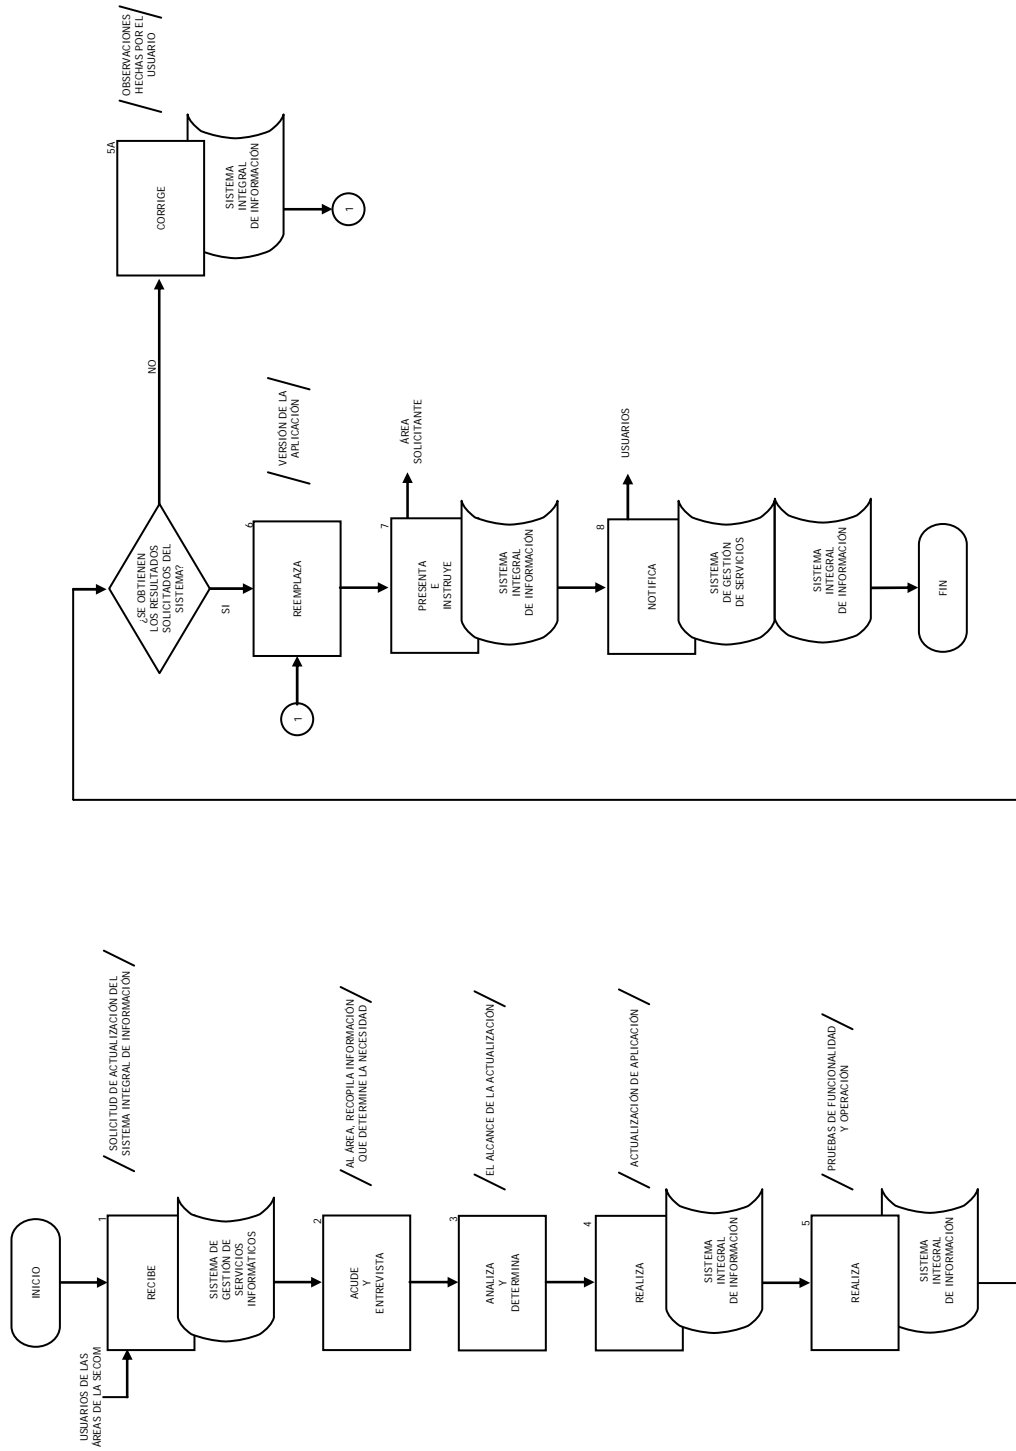 INICIO
USUARIOS DE LAS
ÁREAS DE LA SECOM
1
RECIBE
SOLICITUD DE ACTUALIZACIÓN DEL
SISTEMA INTEGRAL DE INFORMACIÓN
SISTEMA DE
GESTIÓN DE
SERVICIOS
INFORMÁTICOS
2
ACUDE
Y
ENTREVISTA
AL ÁREA, RECOPILA INFORMACIÓN
QUE DETERMINE LA NECESIDAD
3
ANALIZA
Y
DETERMINA
EL ALCANCE DE LA ACTUALIZACIÓN
4
REALIZA
ACTUALIZACIÓN DE APLICACIÓN
SISTEMA
INTEGRAL
DE INFORMACIÓN
5
REALIZA
PRUEBAS DE FUNCIONALIDAD
Y OPERACIÓN
SISTEMA
INTEGRAL
DE INFORMACIÓN
¿SE OBTIENEN
LOS RESULTADOS
SOLICITADOS DEL
SISTEMA?
NO
5A
CORRIGE
OBSERVACIONES
HECHAS POR EL
USUARIO
SISTEMA
INTEGRAL
DE INFORMACIÓN
1
SI
1
6
REEMPLAZA
VERSIÓN DE LA
APLICACIÓN
7
PRESENTA
E
INSTRUYE
ÁREA
SOLICITANTE
SISTEMA
INTEGRAL
DE INFORMACIÓN
8
NOTIFICA
USUARIOS
SISTEMA
DE GESTIÓN
DE SERVICIOS
SISTEMA
INTEGRAL
DE INFORMACIÓN
FIN